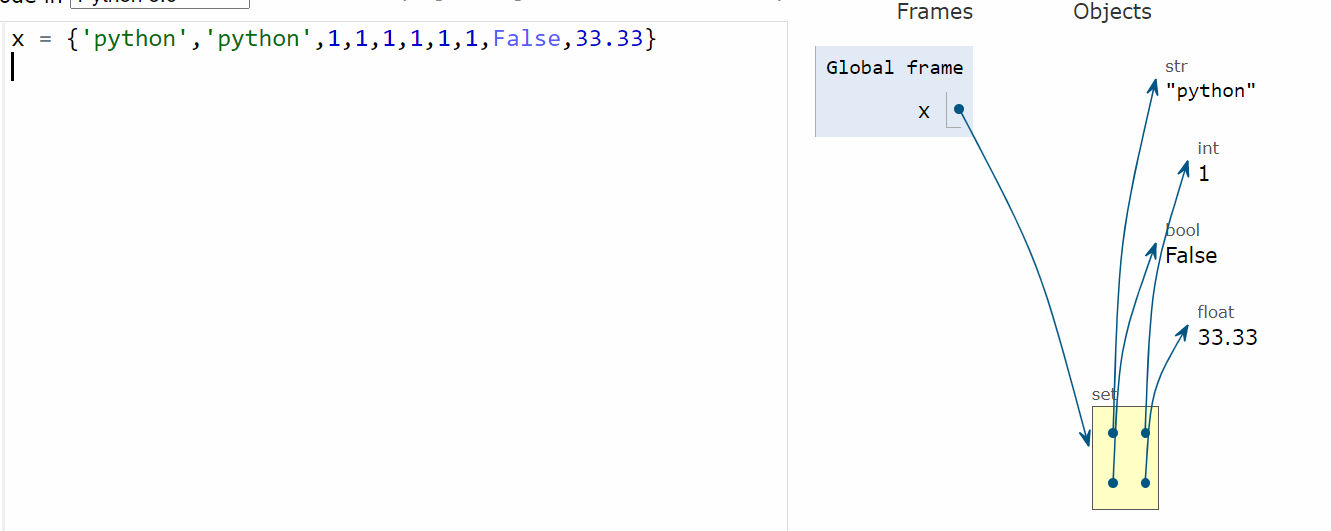 x = {'python','python',1,1,1,1,1,1,False,33.33}
Frames
Objects
Global frame
x
str
"python"
int
1
bool
False
float
33.33
set